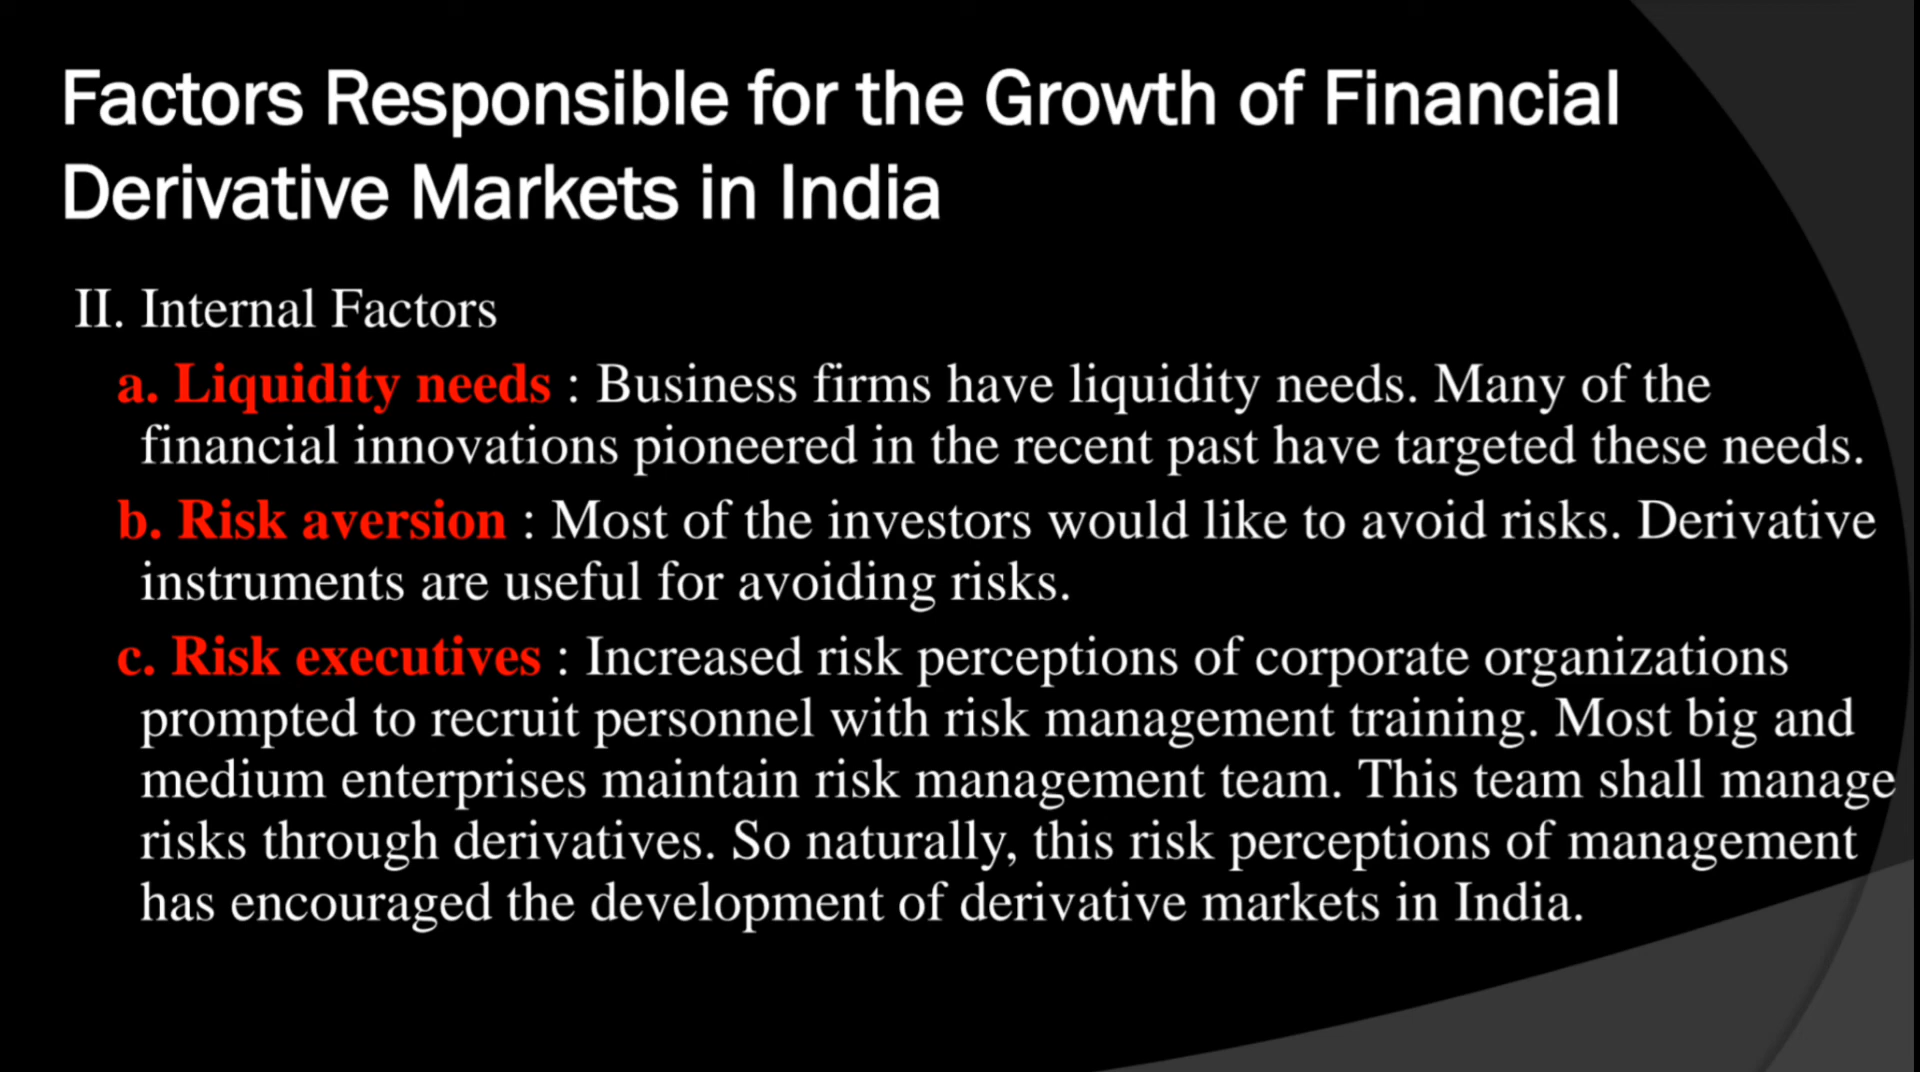 Factors Responsible for the Growth of Financial
Derivative Markets in India
II. Internal Factors
a. Liquidity needs : Business firms have liquidity needs. Many of the
financial innovations pioneered in the recent past have targeted these needs.
b. Risk aversion : Most of the investors would like to avoid risks. Derivative
instruments are useful for avoiding risks.
c. Risk executives : Increased risk perceptions of corporate organizations
prompted to recruit personnel with risk management training. Most big and
medium enterprises maintain risk management team. This team shall manage
risks through derivatives. So naturally, this risk perceptions of management
has encouraged the development of derivative markets in India.